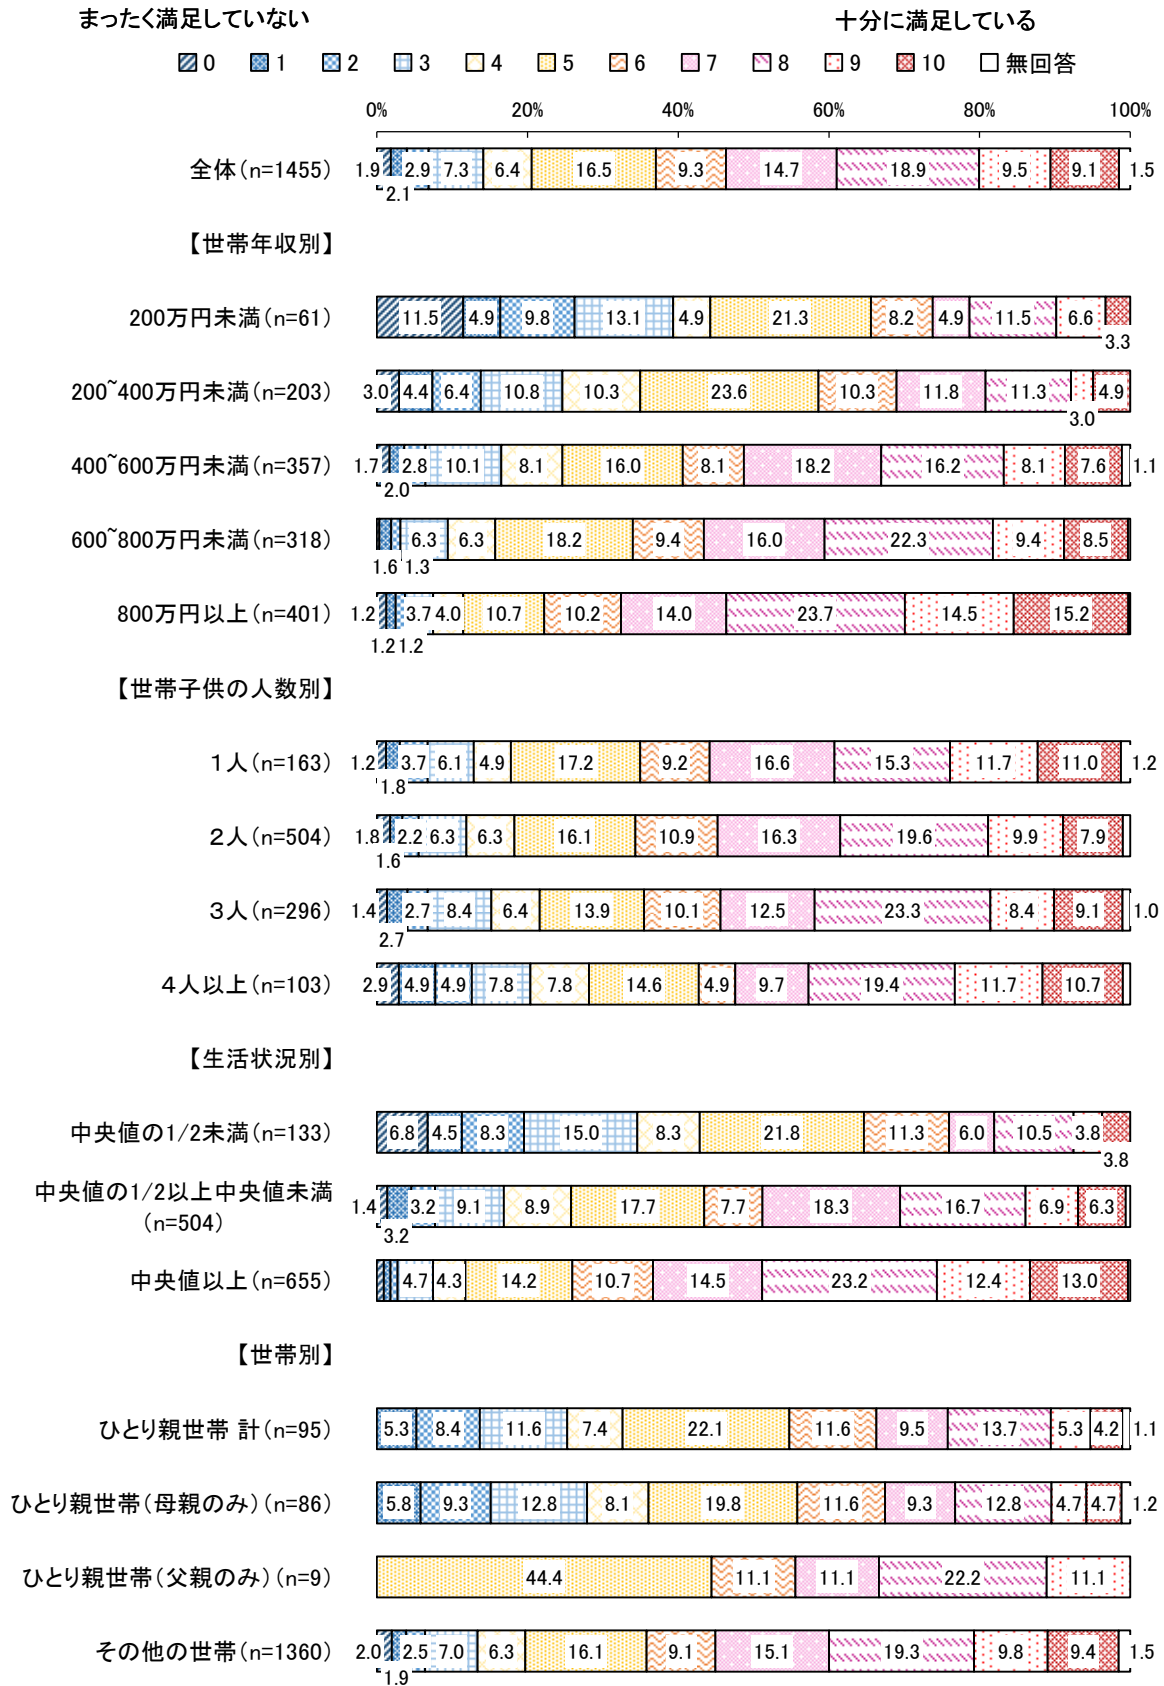 まったく満足していない 十分に満足している
0 1 2 3 4 5 6 7 8 9 10 無回答
0% 20% 40% 60% 80% 100%
全体(n=1455) 1.9 2.9 7.3 6.4 16.5 9.3 14.7 18.9 9.5 9.1 1.5
2.1
【世帯年収別】
200万円未満(n=61) 11.5 4.9 9.8 13.1 4.9 21.3 8.2 4.9 11.5 6.6
3.3
200~400万円未満(n=203) 3.0 4.4 6.4 10.8 10.3 23.6 10.3 11.8 11.3 4.9
3.0
400~600万円未満(n=357) 1.7 2.8 10.1 8.1 16.0 8.1 18.2 16.2 8.1 7.6 1.1
2.0
600~800万円未満(n=318) 6.3 6.3 18.2 9.4 16.0 22.3 9.4 8.5
1.6 1.3
800万円以上(n=401) 1.2 3.7 4.0 10.7 10.2 14.0 23.7 14.5 15.2
1.2 1.2
【世帯子供の人数別】
1人(n=163) 1.2 3.7 6.1 4.9 17.2 9.2 16.6 15.3 11.7 11.0 1.2
1.8
2人(n=504) 1.8 2.2 6.3 6.3 16.1 10.9 16.3 19.6 9.9 7.9
1.6
3人(n=296) 1.4 2.7 8.4 6.4 13.9 10.1 12.5 23.3 8.4 9.1 1.0
2.7
4人以上(n=103) 2.9 4.9 4.9 7.8 7.8 14.6 4.9 9.7 19.4 11.7 10.7
【生活状況別】
中央値の1/2未満(n=133) 6.8 4.5 8.3 15.0 8.3 21.8 11.3 6.0 10.5 3.8
3.8
中央値の1/2以上中央値未満
(n=504) 1.4 3.2 9.1 8.9 17.7 7.7 18.3 16.7 6.9 6.3
3.2
中央値以上(n=655) 4.7 4.3 14.2 10.7 14.5 23.2 12.4 13.0
【世帯別】
ひとり親世帯 計(n=95) 5.3 8.4 11.6 7.4 22.1 11.6 9.5 13.7 5.3 4.2 1.1
ひとり親世帯(母親のみ)(n=86) 5.8 9.3 12.8 8.1 19.8 11.6 9.3 12.8 4.7 4.7 1.2
ひとり親世帯(父親のみ)(n=9) 44.4 11.1 11.1 22.2 11.1
その他の世帯(n=1360) 2.0 2.5 7.0 6.3 16.1 9.1 15.1 19.3 9.8 9.4 1.5
1.9